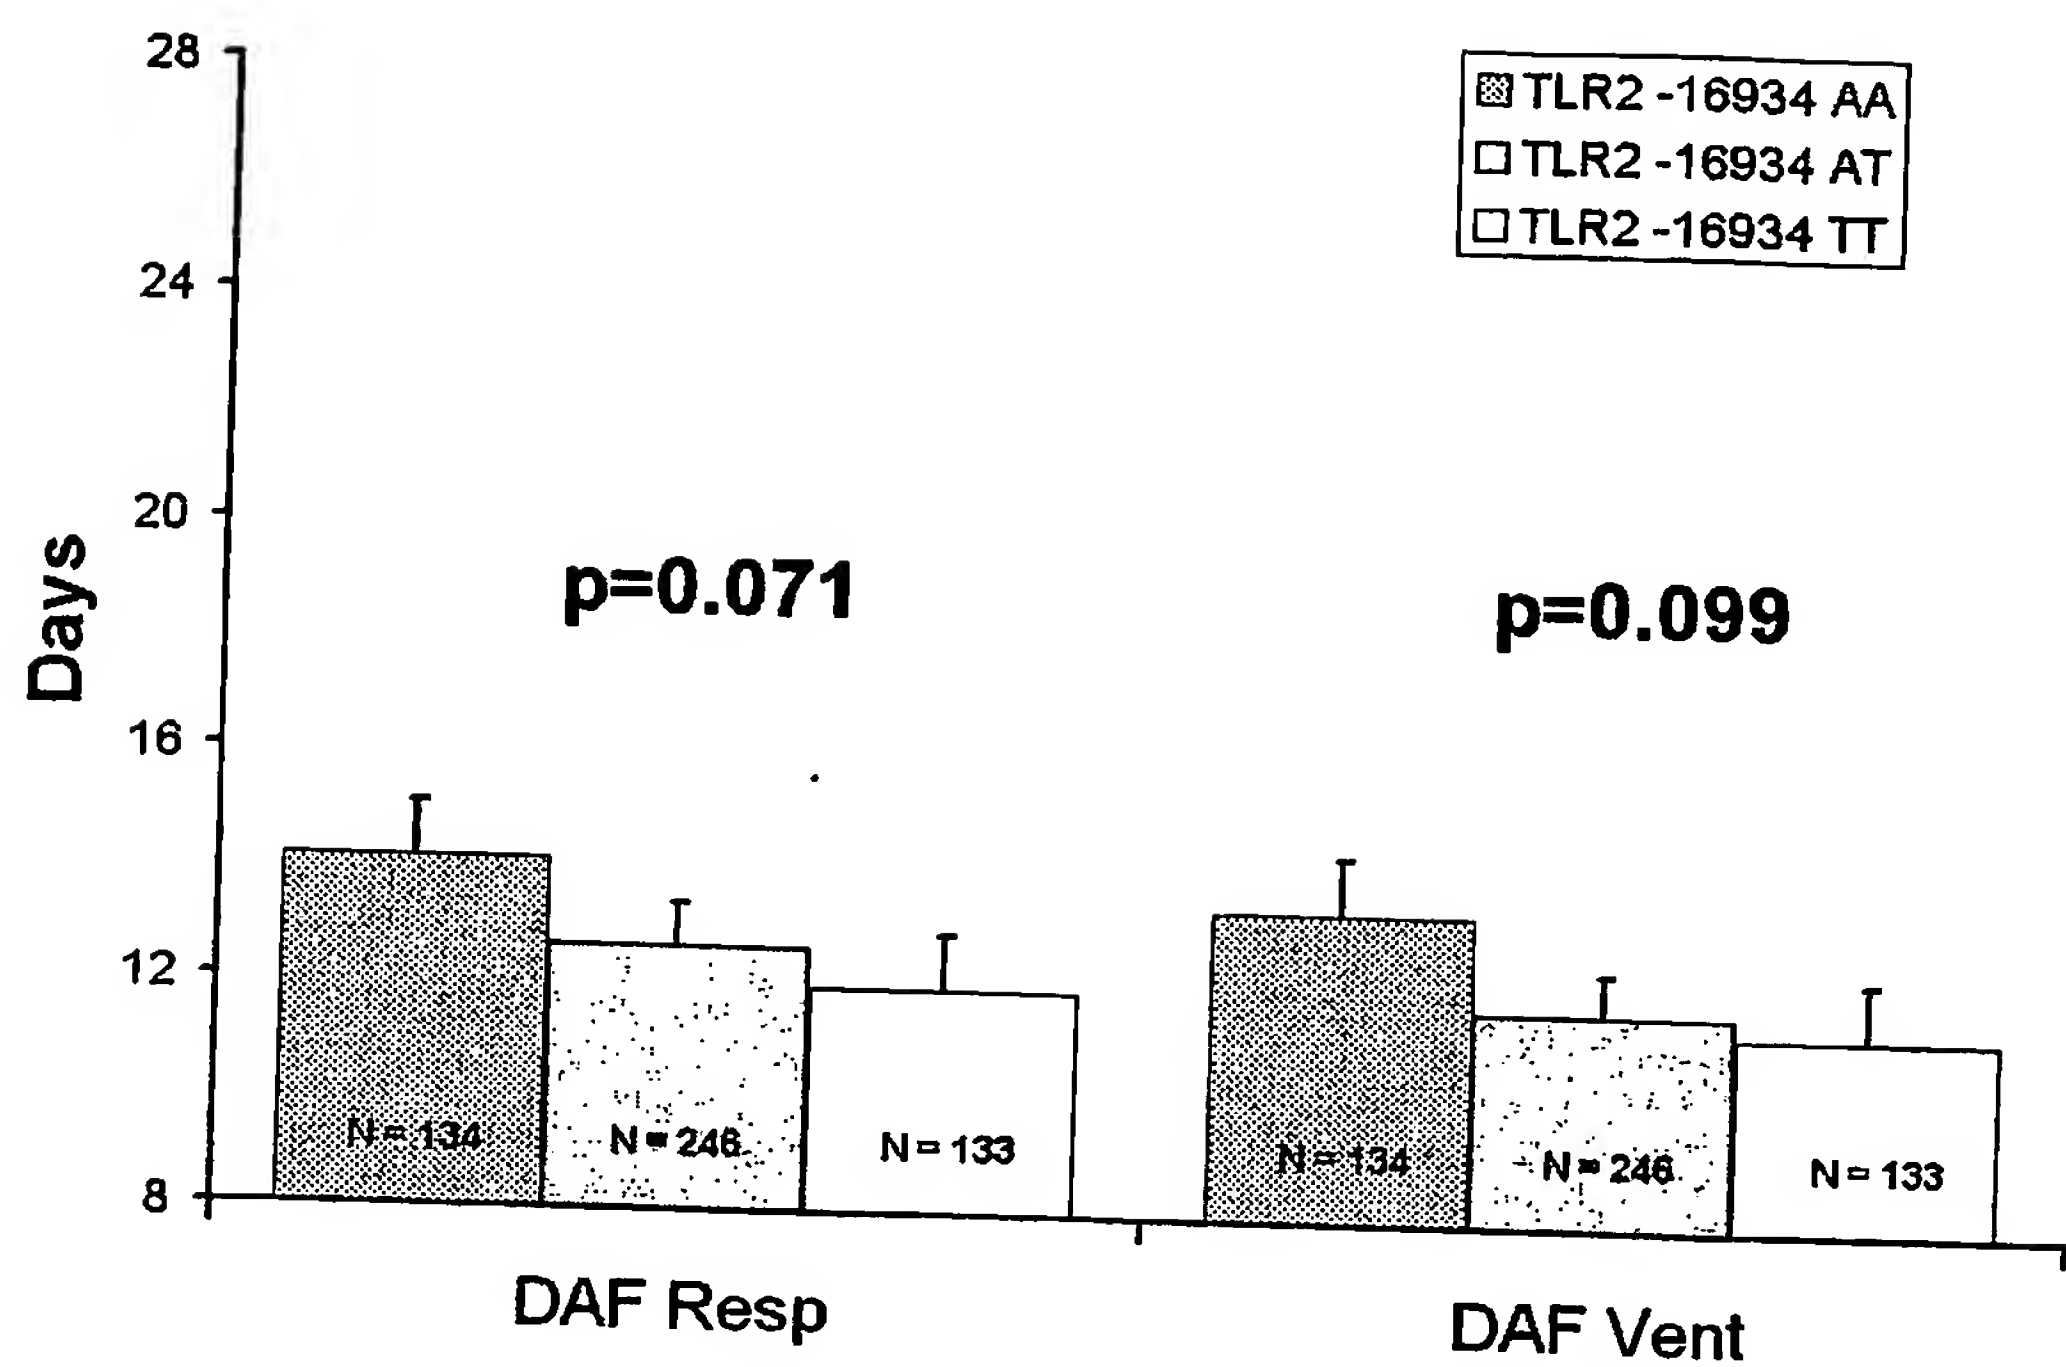 28
24
20
16
12
8
Days
TLR2 -16934 AA
TLR2 -16934 AT
TLR2 -16934 TT
p=0.071
p=0.099
N = 134
N = 246
N = 133
N = 134
N = 246
N = 133
DAF Resp
DAF Vent